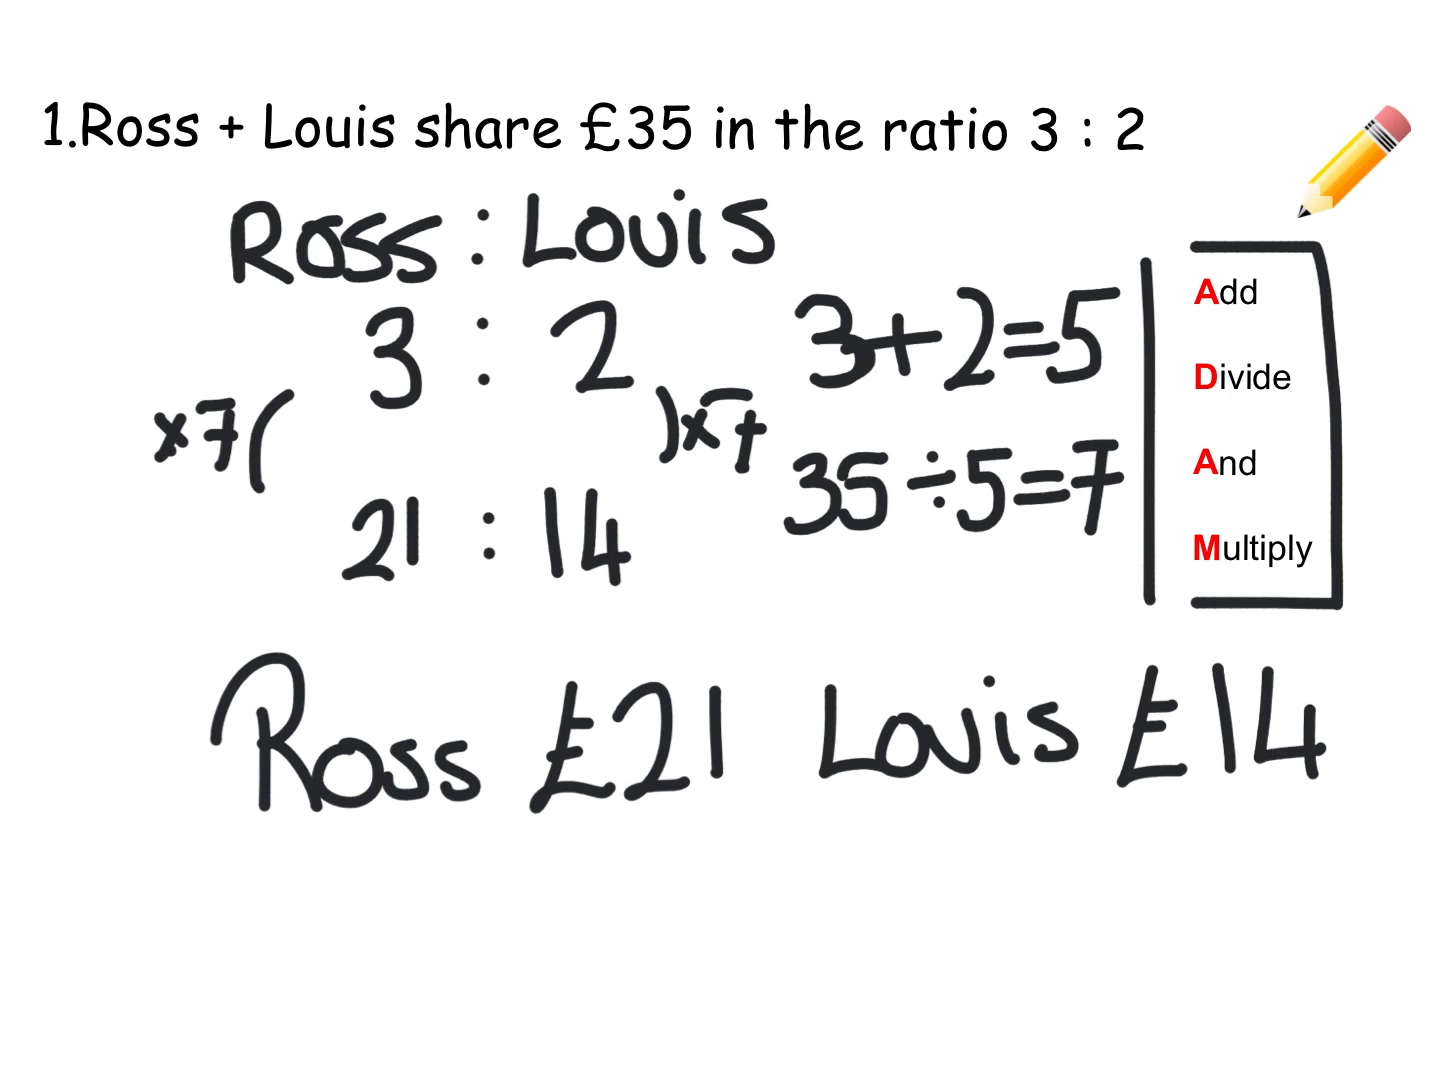 1.Ross + Louis share £35 in the ratio 3 : 2
Ross : Louis
3 : 2
×7( )×7
21 : 14
3+2=5
35÷5=7
Add
Divide
And
Multiply
Ross £21 Louis £14